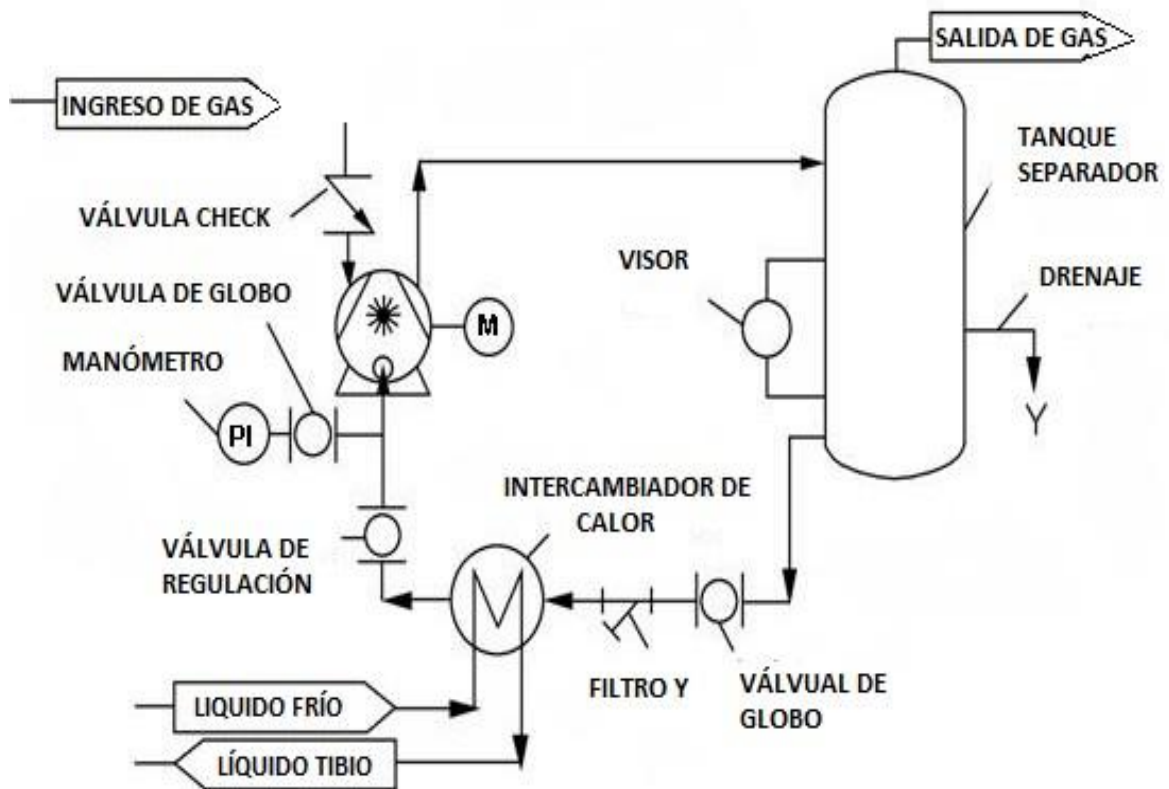 SALIDA DE GAS
INGRESO DE GAS
TANQUE
SEPARADOR
VÁLVULA CHECK
VISOR
DRENAJE
VÁLVULA DE GLOBO
M
MANÓMETRO
PI
INTERCAMBIADOR DE
CALOR
VÁLVULA DE
REGULACIÓN
FILTRO Y
VÁLVUAL DE
GLOBO
LIQUIDO FRÍO
LÍQUIDO TIBIO